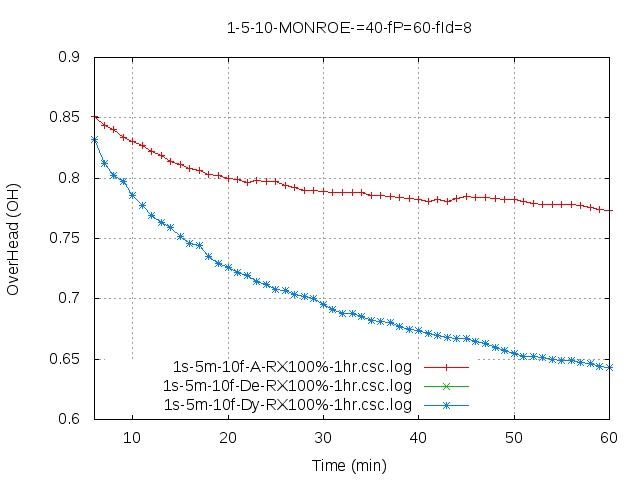 1-5-10-MONROE-=40-fP=60-fId=8
0.9
0.85
0.8
0.75
0.7
0.65
0.6
OverHead (OH)
1s-5m-10f-A-RX100%-1hr.csc.log
1s-5m-10f-De-RX100%-1hr.csc.log
1s-5m-10f-Dy-RX100%-1hr.csc.log
10 20 30 40 50 60
Time (min)